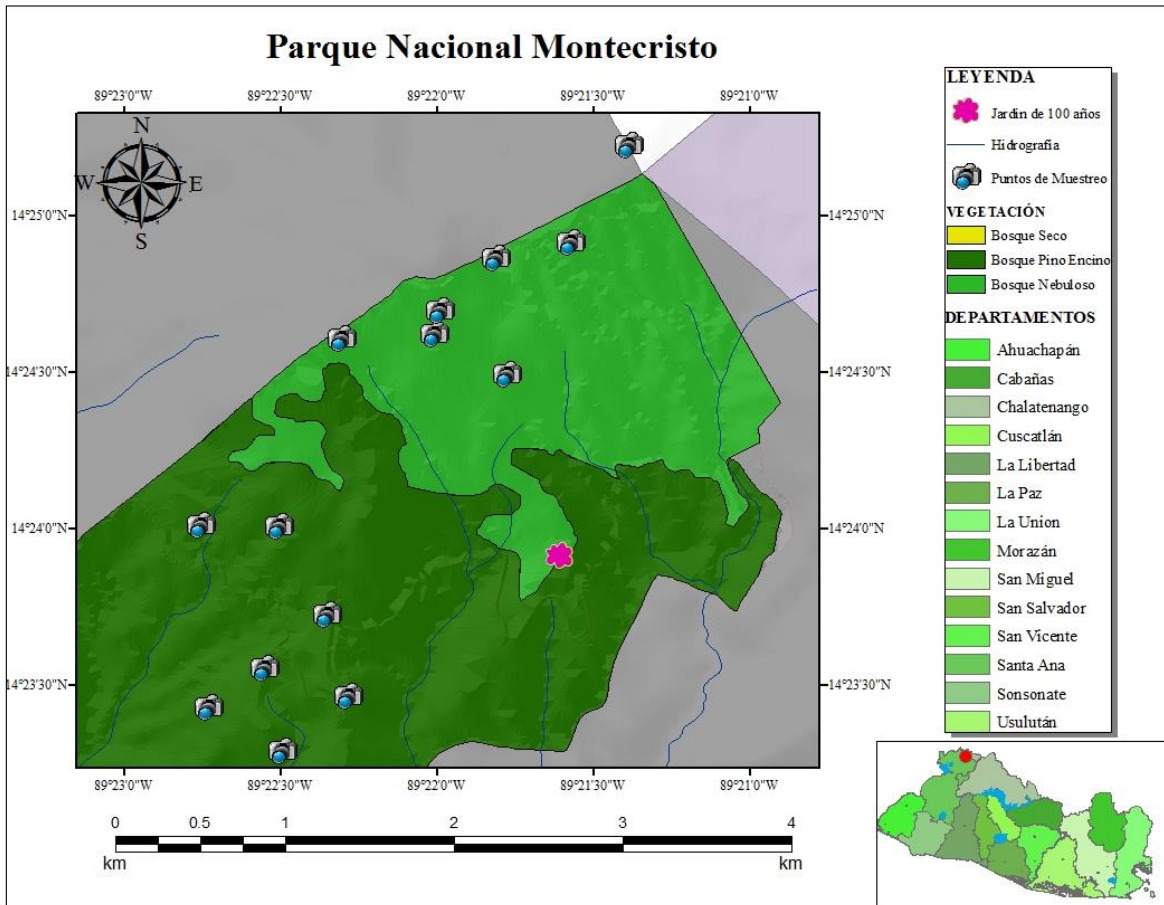 Parque Nacional Montecristo
89°23'0"W 89°22'30"W 89°22'0"W 89°21'30"W 89°21'0"W
N
W E
S
14°25'0"N 14°25'0"N
14°24'30"N 14°24'30"N
14°24'0"N 14°24'0"N
14°23'30"N 14°23'30"N
89°23'0"W 89°22'30"W 89°22'0"W 89°21'30"W 89°21'0"W
0 0.5 1 2 3 4
km km
LEYENDA
Jardin de 100 años
Hidrografía
Puntos de Muestreo
VEGETACIÓN
Bosque Seco
Bosque Pino Encino
Bosque Nebuloso
DEPARTAMENTOS
Ahuachapán
Cabañas
Chalatenango
Cuscatlán
La Libertad
La Paz
La Union
Morazán
San Miguel
San Salvador
San Vicente
Santa Ana
Sonsonate
Usulután